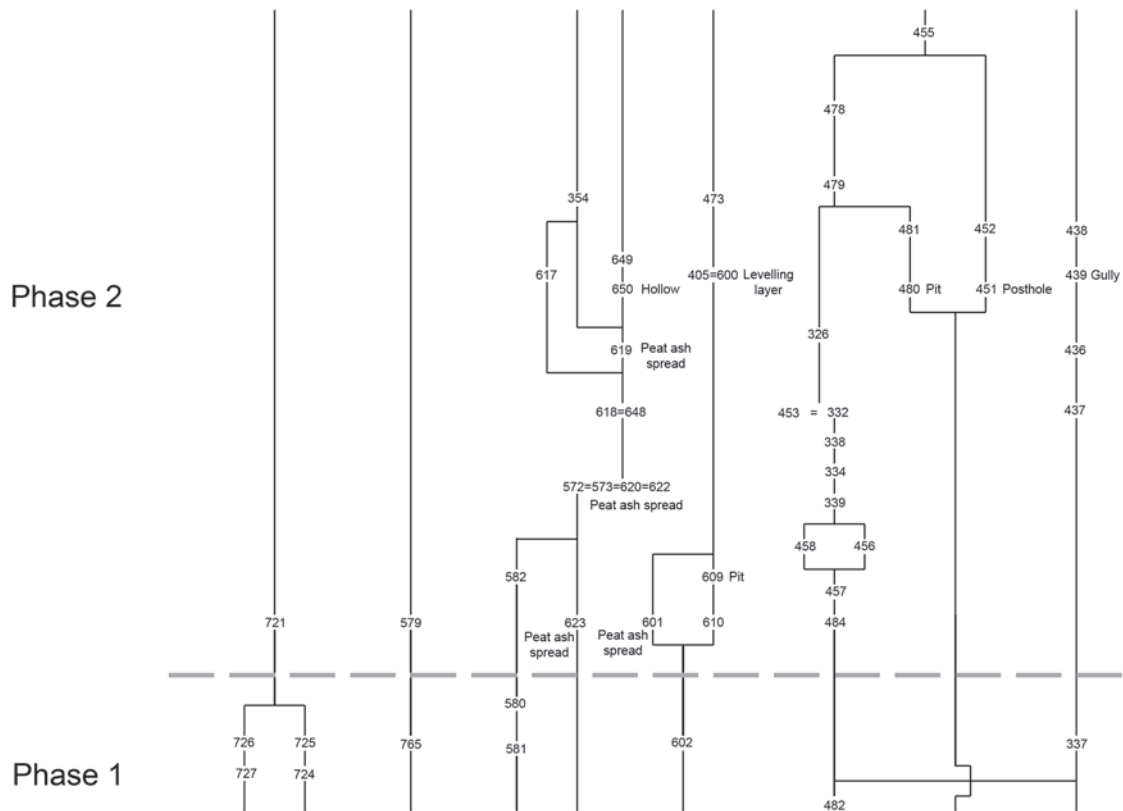 455
478
479
354
473
481
452
438
617
649
650 Hollow
405=600 Levelling
layer
480 Pit
451 Posthole
439 Gully
Phase 2
326
619
Peat ash
spread
436
618=648
453 = 332
437
338
334
572=573=620=622
Peat ash spread
339
458
456
582
609 Pit
457
721
579
623
Peat ash
spread
601
Peat ash
spread
610
484
580
726
725
765
581
602
337
727
724
Phase 1
482